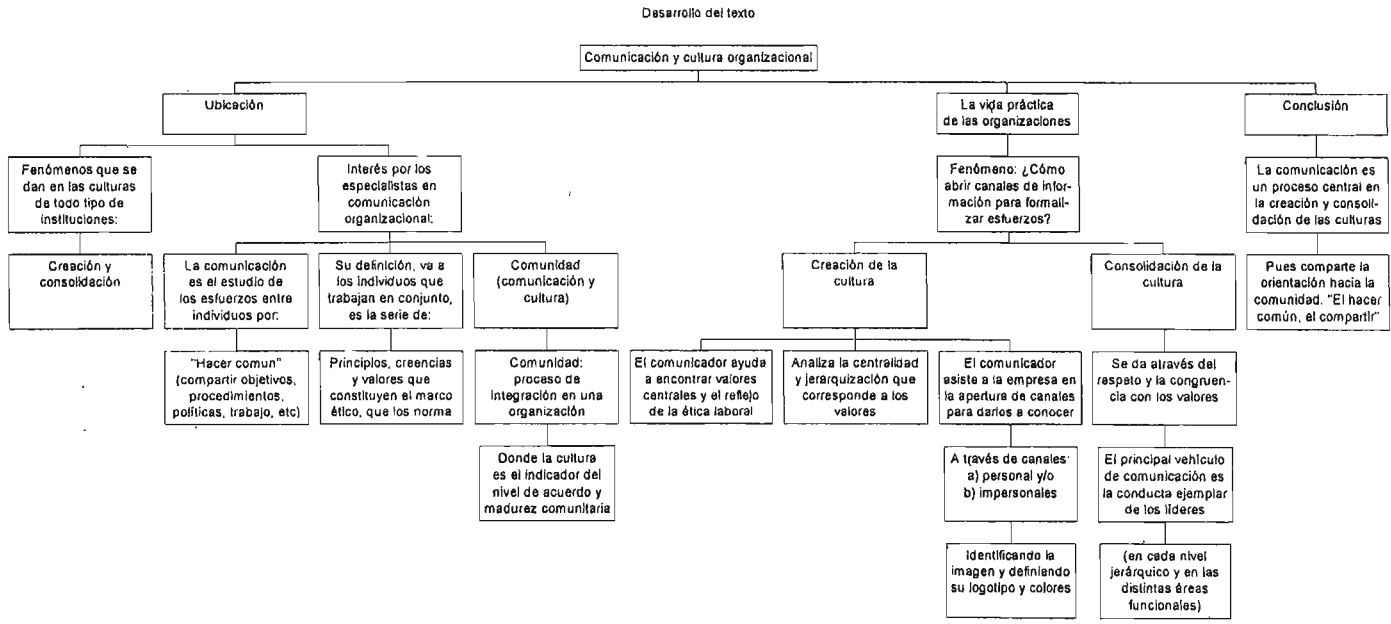 Desarrollo del texto
Comunicación y cultura organizacional
Ubicación
La vida práctica
de las organizaciones
Conclusión
Fenómenos que se
dan en las culturas
de todo tipo de
instituciones:
Interés por los
especialistas en
comunicación
organizacional:
Fenómeno: ¿Cómo
abrir canales de infor-
mación para formali-
zar esfuerzos?
La comunicación es
un proceso central en
la creación y consoli-
dación de las culturas
Creación y
consolidación
La comunicación
es el estudio de
los esfuerzos entre
individuos por:
Su definición, va a
los individuos que
trabajan en conjunto,
es la serie de:
Comunidad
(comunicación y
cultura)
Creación de la
cultura
Consolidación de la
cultura
Pues comparte la
orientación hacia la
comunidad. "El hacer
común, el compartir"
"Hacer comun"
(compartir objetivos,
procedimientos,
políticas, trabajo, etc)
Principios, creencias
y valores que
constituyen el marco
ético, que los norma
Comunidad:
proceso de
integración en una
organización
El comunicador ayuda
a encontrar valores
centrales y el reflejo
de la ética laboral
Analiza la centralidad
y jerarquización que
corresponde a los
valores
El comunicador
asiste a la empresa en
la apertura de canales
para darlos a conocer
Se da através del
respeto y la congruen-
cia con los valores
Donde la cultura
es el indicador del
nivel de acuerdo y
madurez comunitaria
A través de canales:
a) personal y/o
b) impersonales
El principal vehículo
de comunicación es
la conducta ejemplar
de los líderes
Identificando la
imagen y definiendo
su logotipo y colores
(en cada nivel
jerárquico y en las
distintas áreas
funcionales)